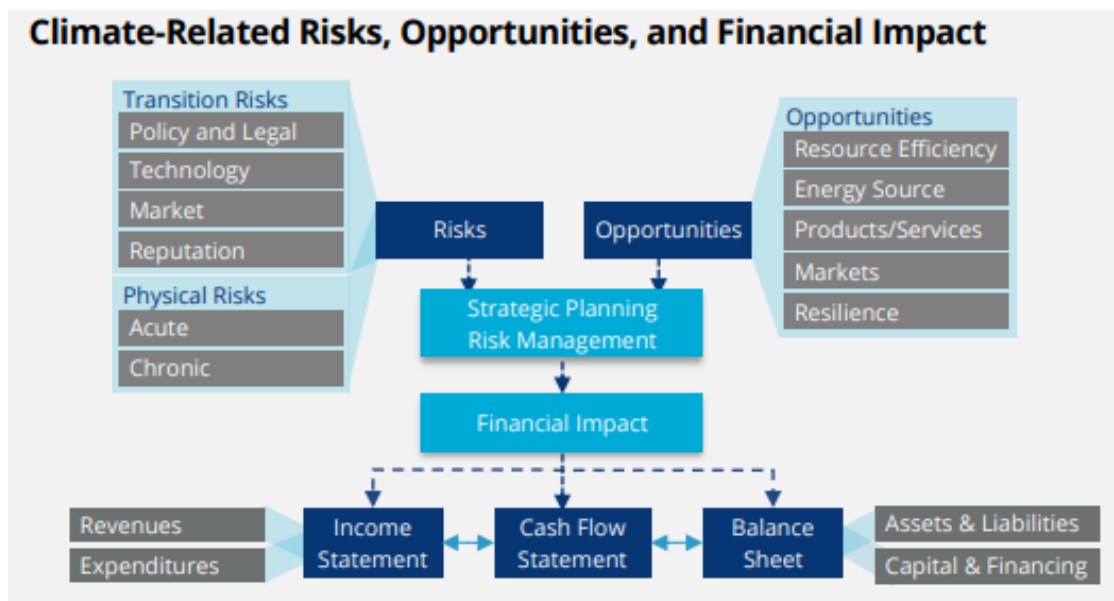 Climate-Related Risks, Opportunities, and Financial Impact
Transition Risks
Policy and Legal
Technology
Market
Reputation
Physical Risks
Acute
Chronic
Risks
Opportunities
Opportunities
Resource Efficiency
Energy Source
Products/Services
Markets
Resilience
Strategic Planning
Risk Management
Financial Impact
Revenues
Expenditures
Income
Statement
Cash Flow
Statement
Balance
Sheet
Assets & Liabilities
Capital & Financing